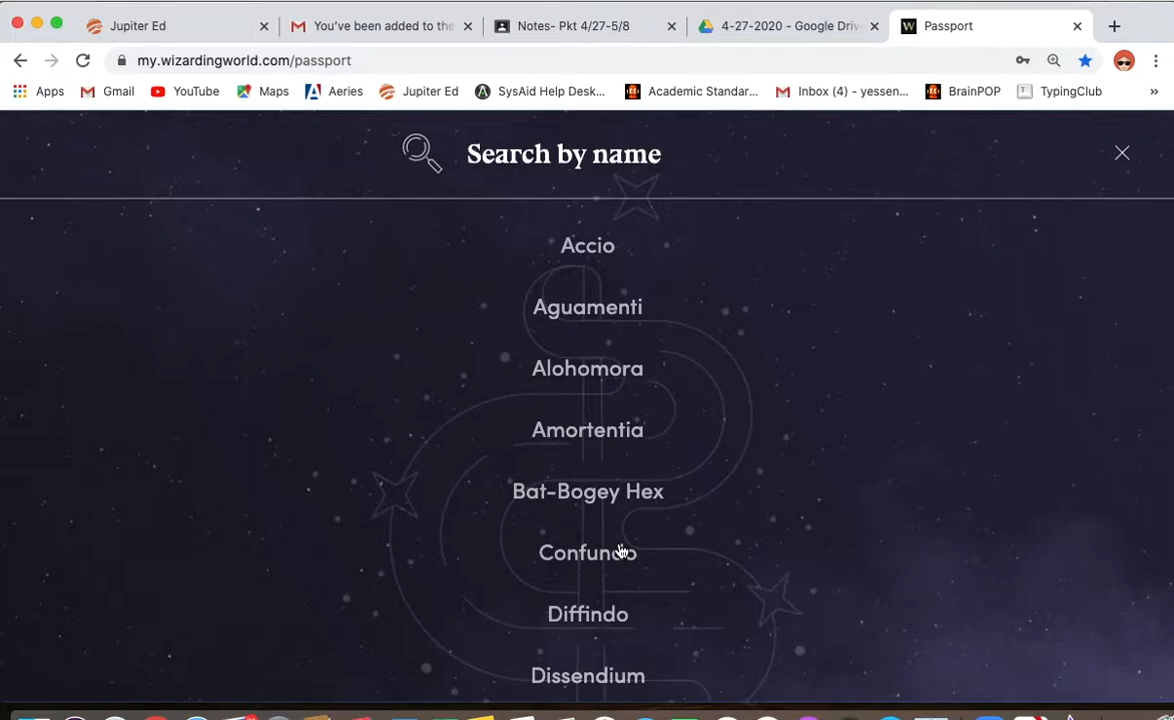 Jupiter Ed
You've been added to the
Notes- Pkt 4/27-5/8
4-27-2020 - Google Driv
Passport
my.wizardingworld.com/passport
Apps
Gmail
YouTube
Maps
Aeries
Jupiter Ed
SysAid Help Desk...
Academic Standar...
Inbox (4) - yessen...
BrainPOP
TypingClub
Search by name
Accio
Aguamenti
Alohomora
Amortentia
Bat-Bogey Hex
Confundo
Diffindo
Dissendium